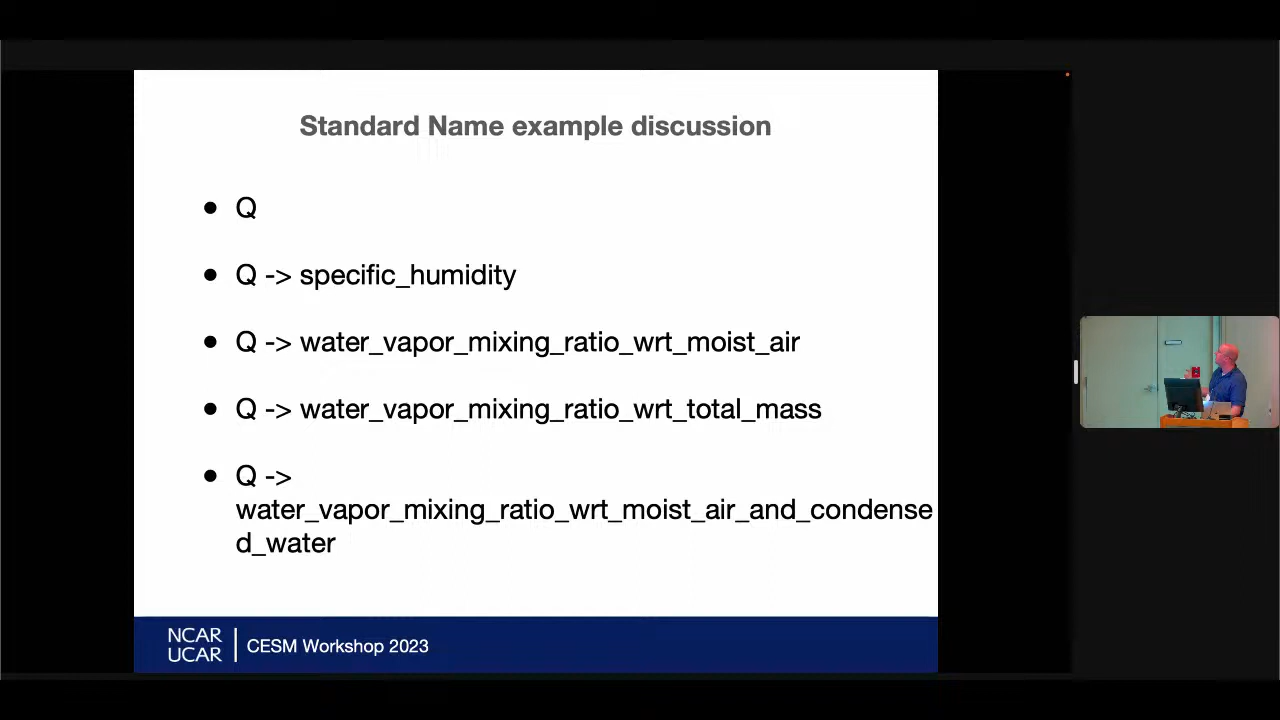 Standard Name example discussion
● Q
● Q -> specific_humidity
● Q -> water_vapor_mixing_ratio_wrt_moist_air
● Q -> water_vapor_mixing_ratio_wrt_total_mass
● Q ->
water_vapor_mixing_ratio_wrt_moist_air_and_condense
d_water
NCAR
UCAR
CESM Workshop 2023